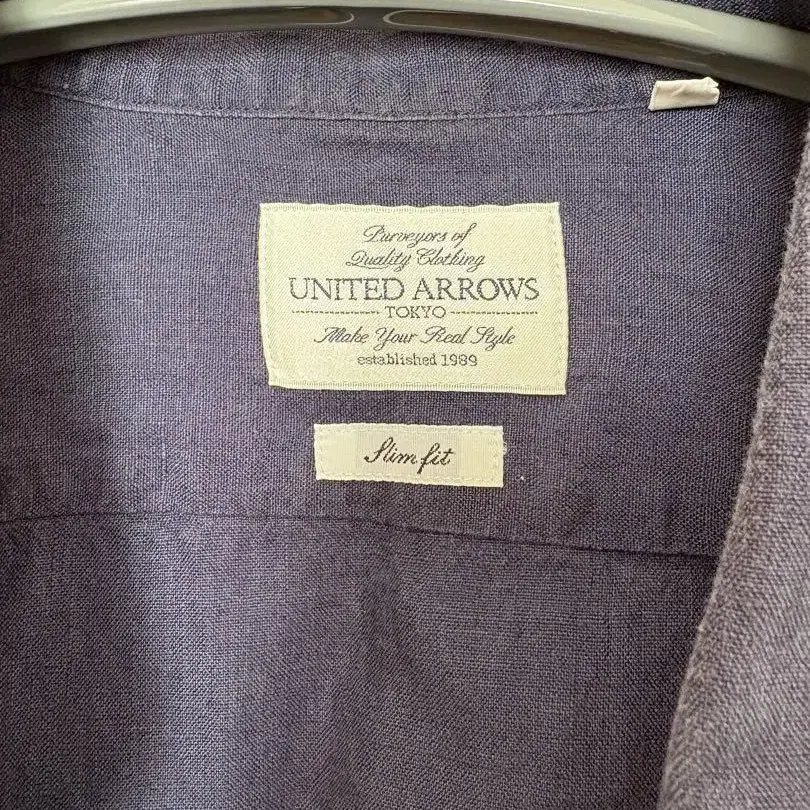 Purveyors of
Quality Clothing
UNITED ARROWS
TOKYO
Make Your Real Style
established 1989
Slim fit